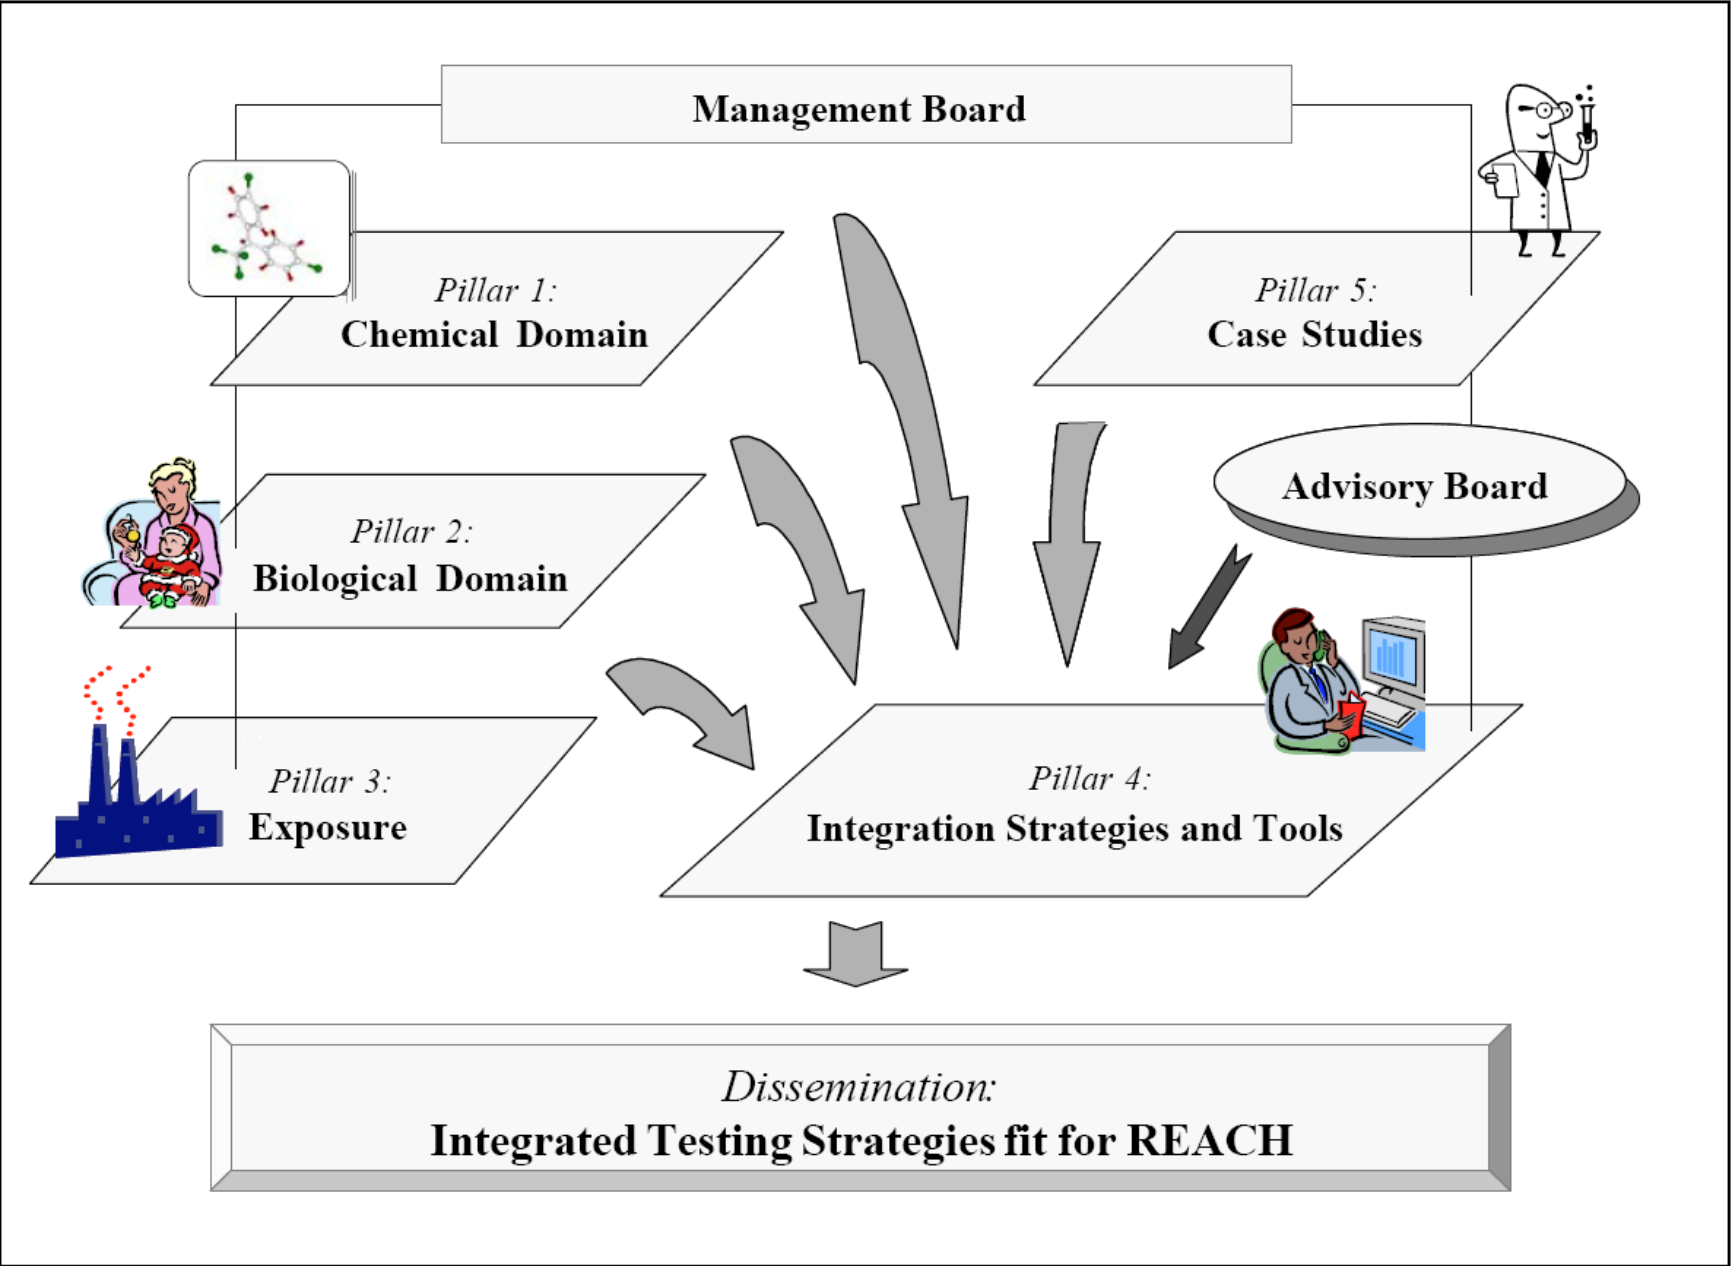 Management Board
Pillar 1:
Chemical Domain
Pillar 5:
Case Studies
Advisory Board
Pillar 2:
Biological Domain
Pillar 3:
Exposure
Pillar 4:
Integration Strategies and Tools
Dissemination:
Integrated Testing Strategies fit for REACH